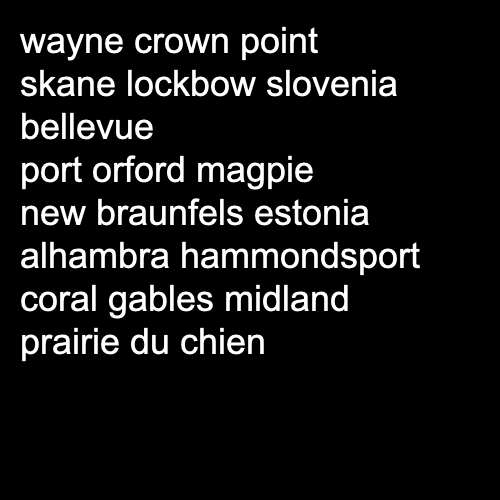 wayne crown point
skane lockbow slovenia
bellevue
port orford magpie
new braunfels estonia
alhambra hammondsport
coral gables midland
prairie du chien